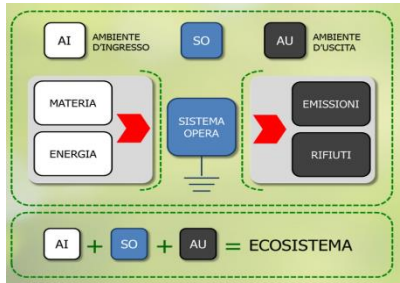 AI AMBIENTE
D'INGRESSO
SO
AU AMBIENTE
D'USCITA
MATERIA
ENERGIA
SISTEMA
OPERA
EMISSIONI
RIFIUTI
AI + SO + AU = ECOSISTEMA